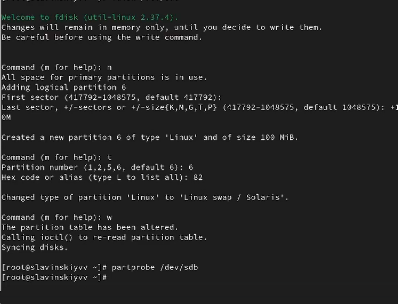 Welcome to fdisk (util-linux 2.37.4).
Changes will remain in memory only, until you decide to write them.
Be careful before using the write command.
Command (m for help): n
All space for primary partitions is in use.
Adding logical partition 6
First sector (417792-1048575, default 417792):
Last sector, +/-sectors or +/-size{K,M,G,T,P} (417792-1048575, default 1048575): +1
0M
Created a new partition 6 of type 'Linux' and of size 100 MiB.
Command (m for help): t
Partition number (1,2,5,6, default 6): 6
Hex code or alias (type L to list all): 82
Changed type of partition 'Linux' to 'Linux swap / Solaris'.
Command (m for help): w
The partition table has been altered.
Calling ioctl() to re-read partition table.
Syncing disks.
[root@slavinskiyvv ~]# partprobe /dev/sdb
[root@slavinskiyvv ~]#